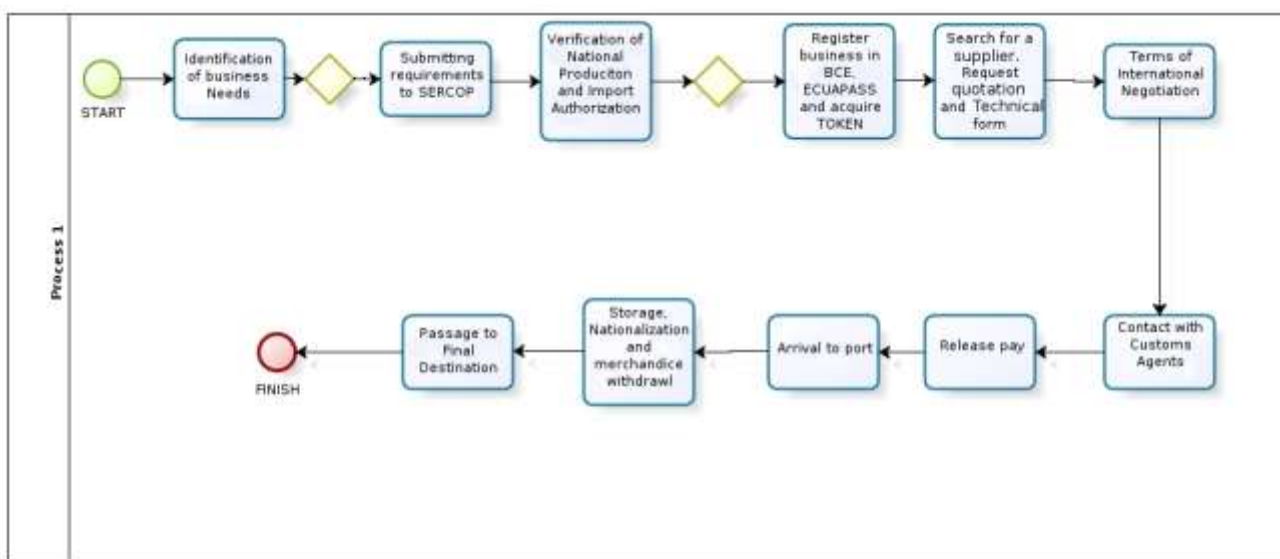 Process 1
START
Identification
of business
Needs
Submitting
requirements
to SERCOP
Verification of
National
Produciton
and Import
Authorization
Register
business in
BCE,
ECUAPASS
and acquire
TOKEN
Search for a
supplier.
Request
quotation
and Technical
form
Terms of
International
Negotiation
Contact with
Customs
Agents
Release pay
Arrival to port
Storage,
Nationalization
and
merchandice
withdrawl
Passage to
Final
Destination
FINISH